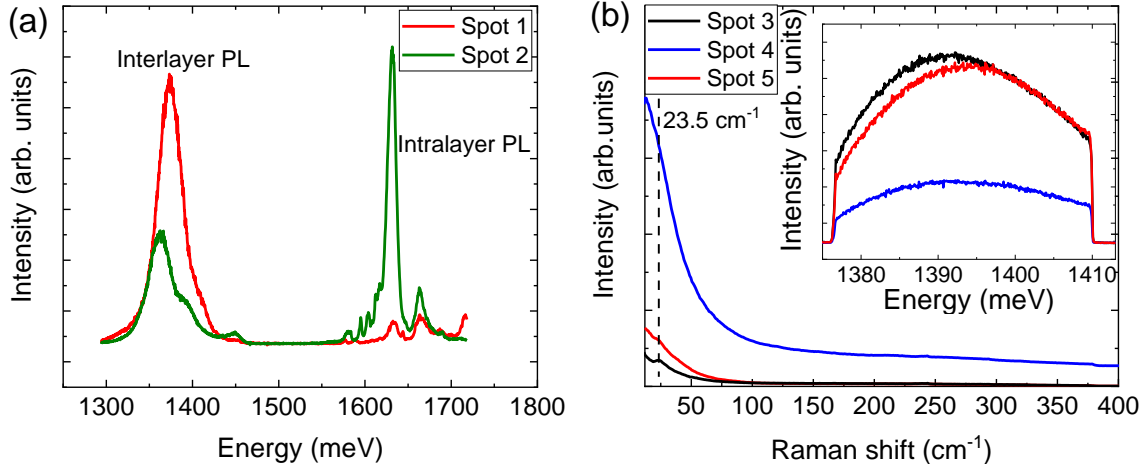 (a)
Spot 1
Spot 2
Interlayer PL
Intralayer PL
Intensity (arb. units)
1300 1400 1500 1600 1700 1800
Energy (meV)
(b)
Spot 3
Spot 4
Spot 5
23.5 cm⁻¹
Intensity (arb.units)
50 100 150 200 250 300 350 400
Raman shift (cm⁻¹)
Intensity (arb. units)
1380 1390 1400 1410
Energy (meV)